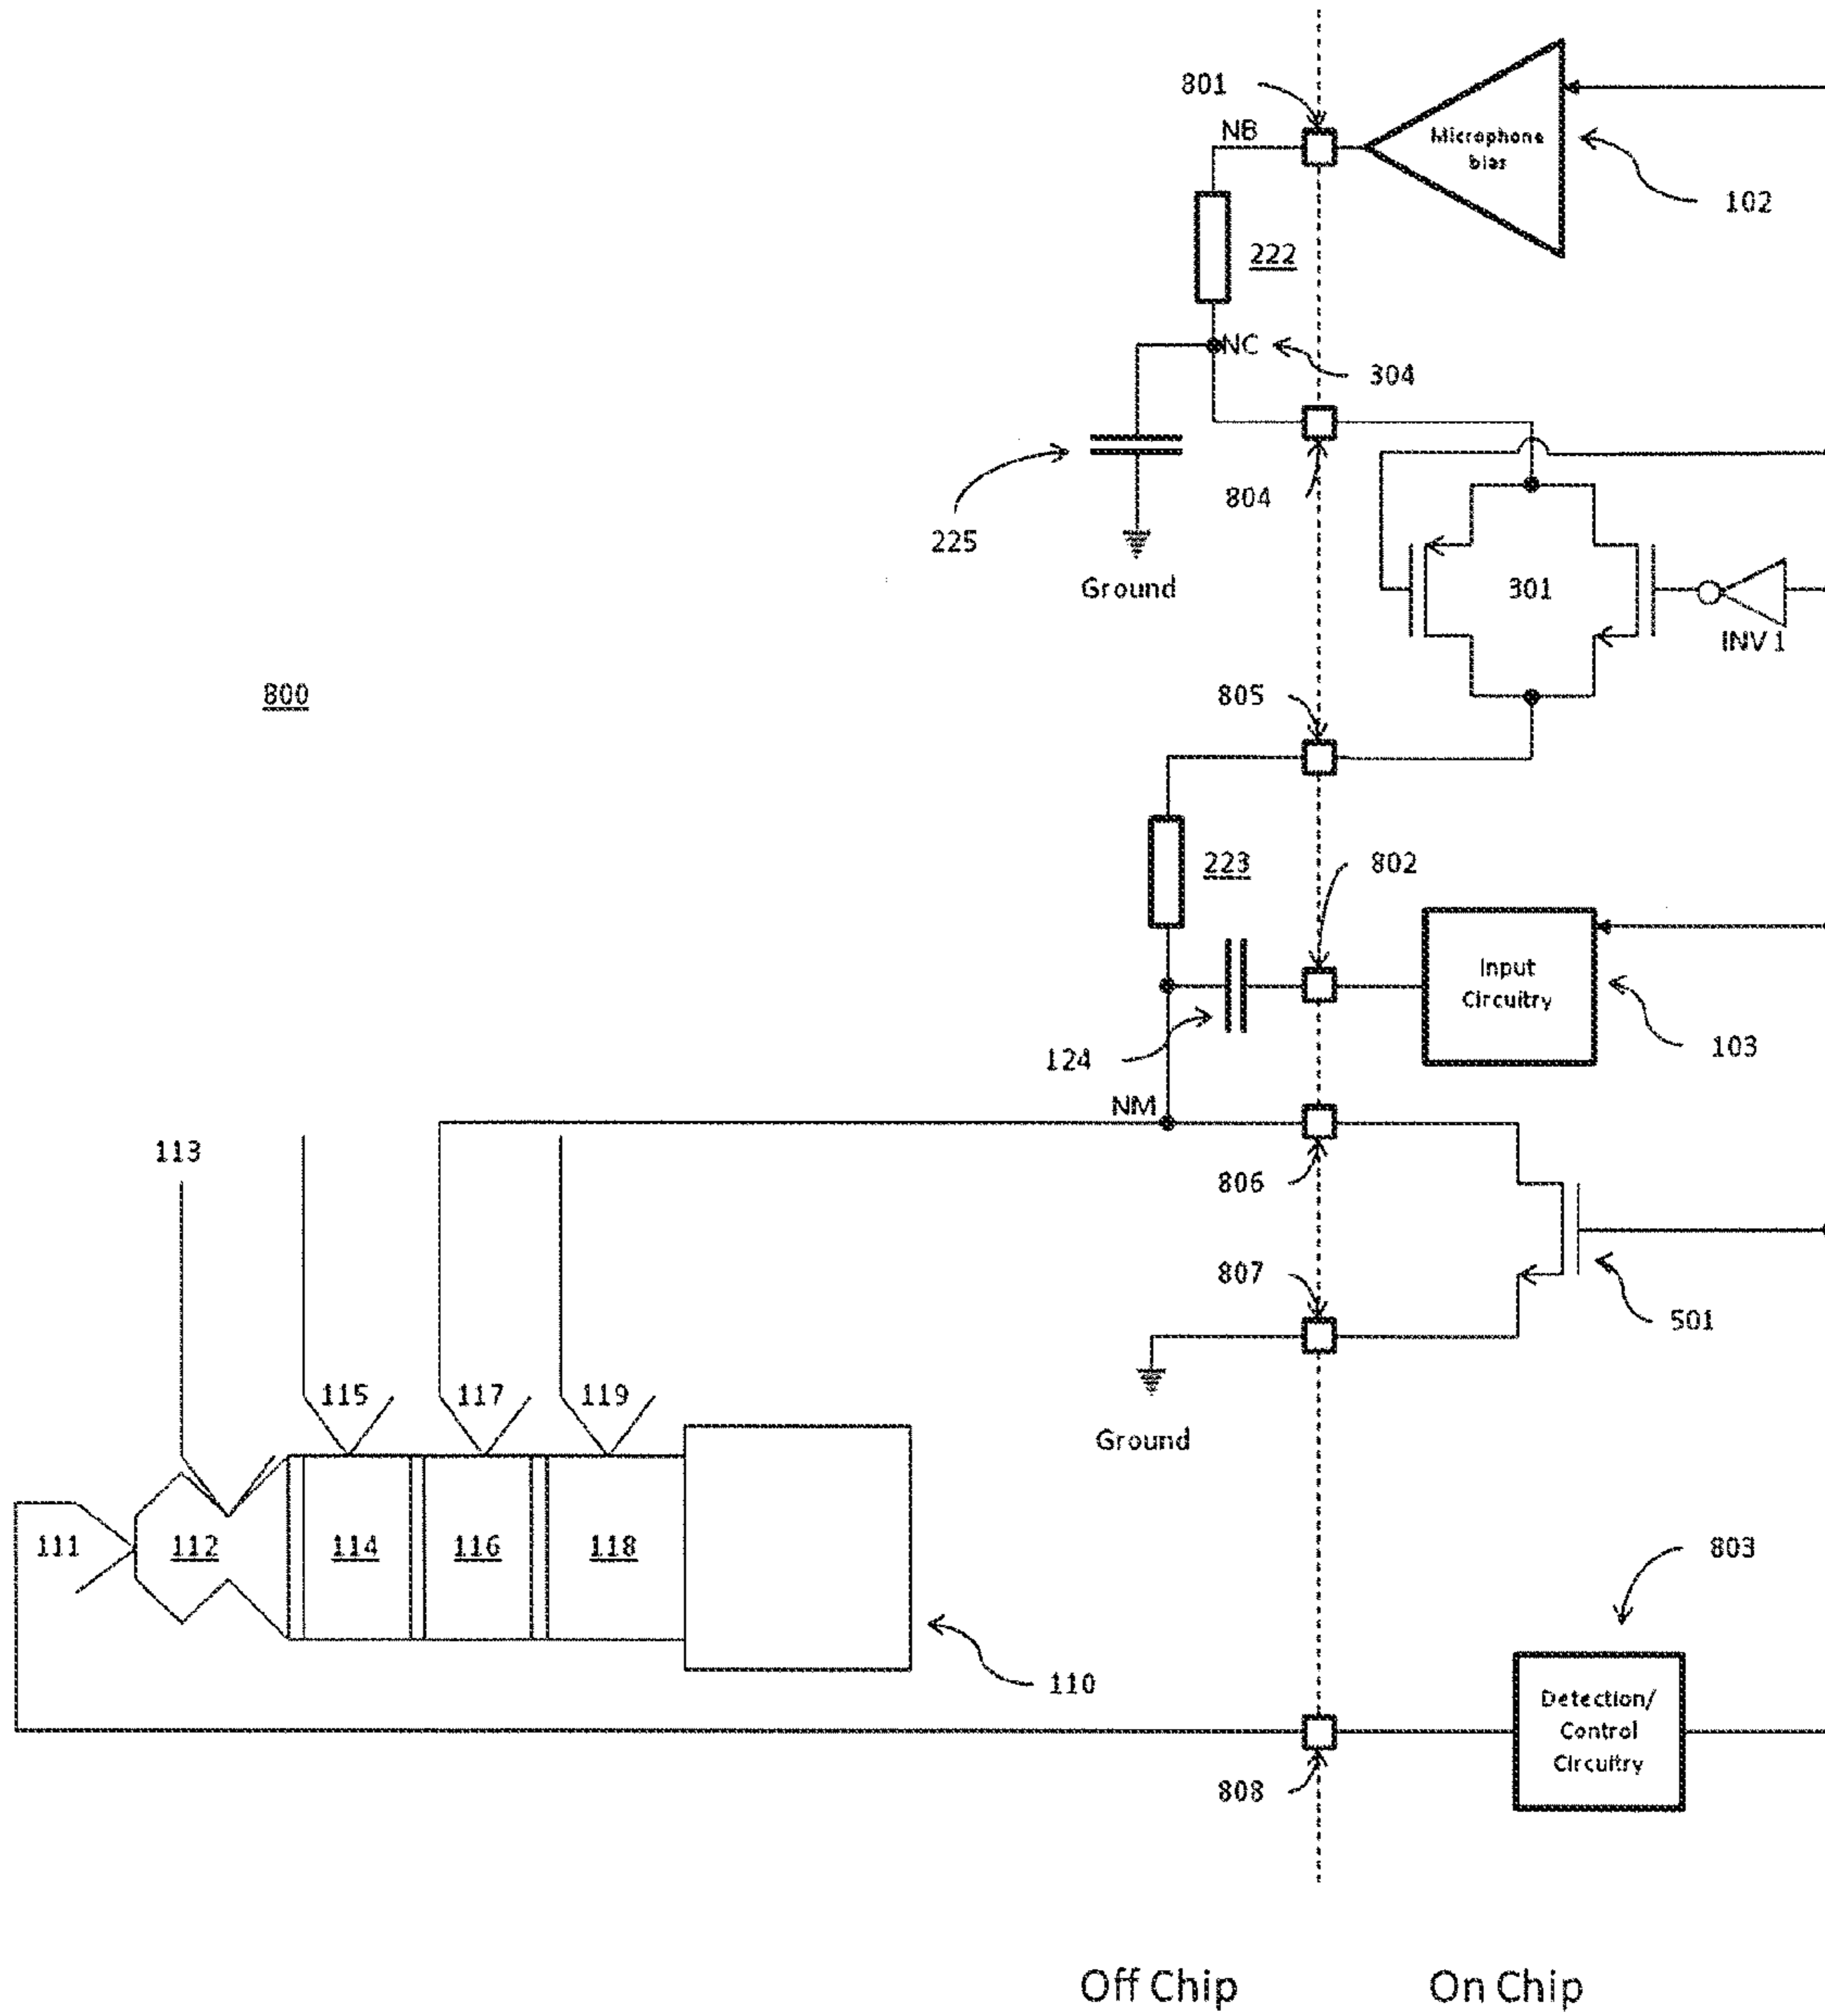 801
NB
Microphone
bias
102
222
NC
304
804
225
Ground
301
INV 1
800
805
223
802
Input
Circuitry
124
103
NM
113
806
807
501
115
117
119
Ground
111
112
114
116
118
803
110
Detection/
Control
Circuitry
808
Off Chip
On Chip